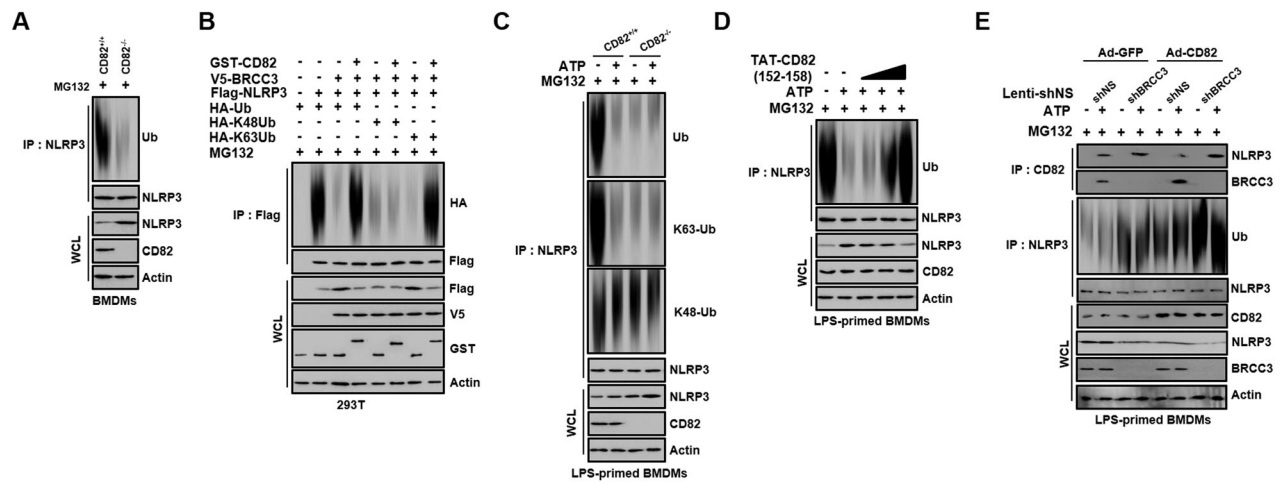 A
CD82+/+
CD82-/-
MG132 +
IP : NLRP3
Ub
NLRP3
WCL
NLRP3
CD82
Actin
BMDMs
B
GST-CD82 - - - + - + - +
V5-BRCC3 - - + + + + + +
Flag-NLRP3 - + + + + + + +
HA-Ub + + + + - - - -
HA-K48Ub - - - - + + - -
HA-K63Ub - - - - - - + +
MG132 + + + + + + + +
IP : Flag
HA
Flag
WCL
Flag
V5
GST
Actin
293T
C
CD82+/+ CD82-/-
ATP - + - +
MG132 + + + +
IP : NLRP3
Ub
K63-Ub
K48-Ub
NLRP3
WCL
NLRP3
CD82
Actin
LPS-primed BMDMs
D
TAT-CD82
(152-158) - -
ATP - + + + +
MG132 + + + + +
IP : NLRP3
Ub
NLRP3
WCL
NLRP3
CD82
Actin
LPS-primed BMDMs
E
Ad-GFP Ad-CD82
Lenti-shNS shNS shBRCC3 shNS shBRCC3
ATP - + - + - + - +
MG132 + + + + + + + +
IP : CD82
NLRP3
BRCC3
IP : NLRP3
Ub
NLRP3
WCL
CD82
NLRP3
BRCC3
Actin
LPS-primed BMDMs